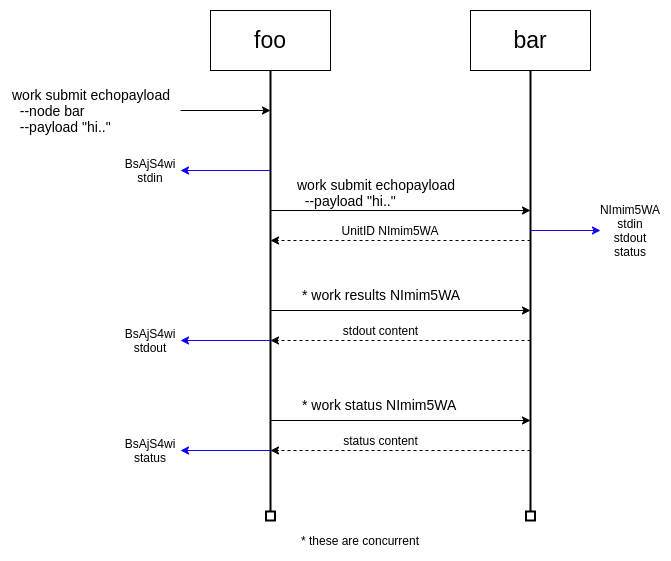 foo
bar
work submit echopayload
--node bar
--payload "hi.."
BsAjS4wi
stdin
work submit echopayload
--payload "hi.."
UnitID NImim5WA
NImim5WA
stdin
stdout
status
* work results NImim5WA
stdout content
BsAjS4wi
stdout
* work status NImim5WA
status content
BsAjS4wi
status
* these are concurrent